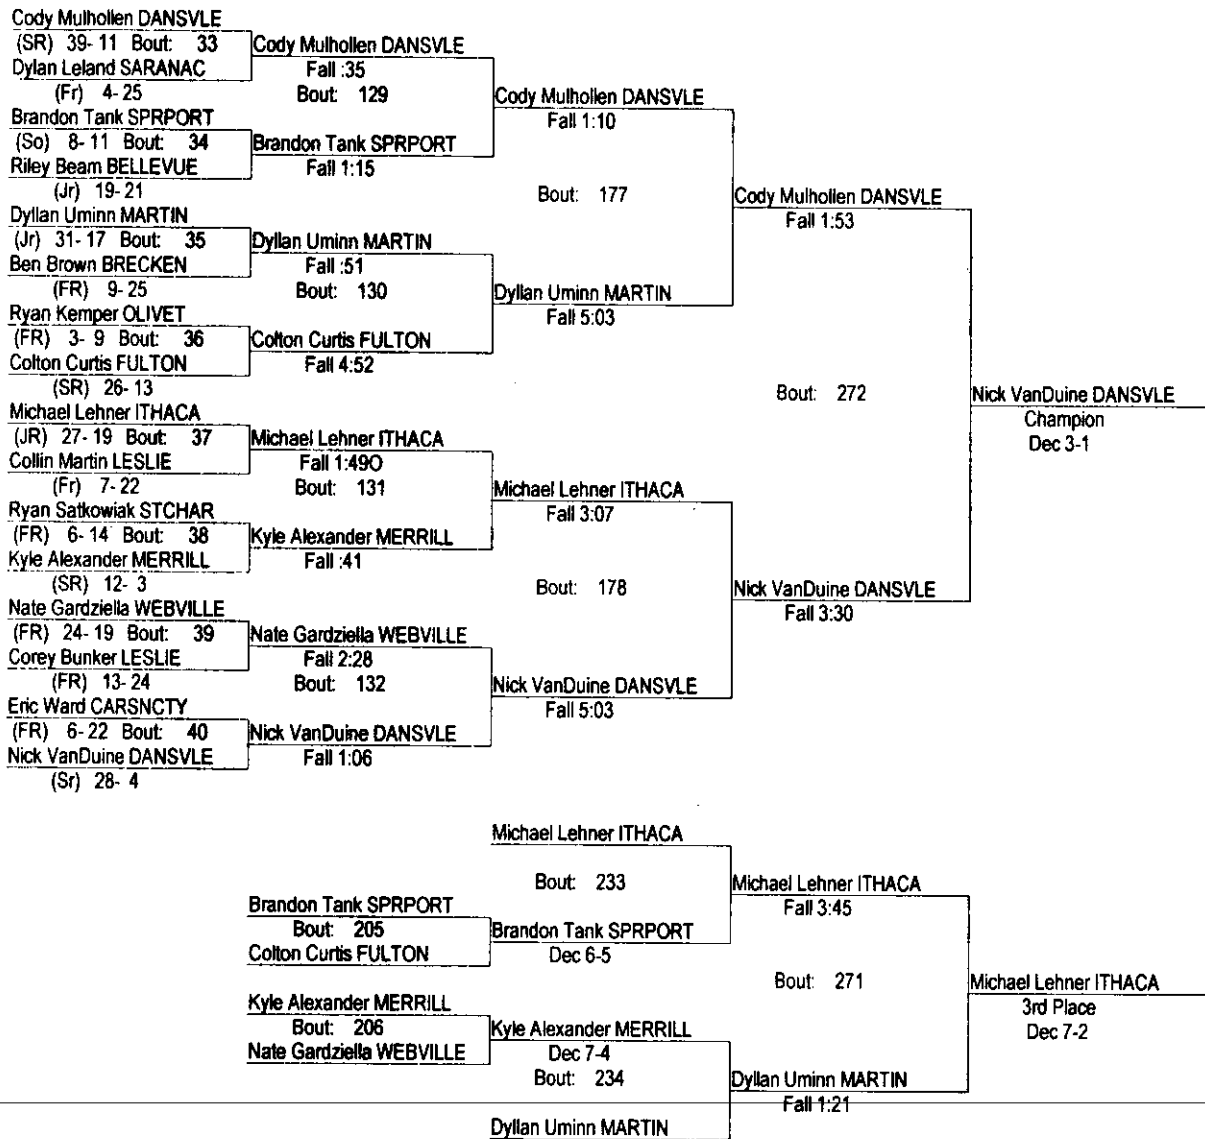 Cody Mulhollen DANSVLE
(SR) 39- 11 Bout: 33
Dylan Leland SARANAC
(Fr) 4- 25
Brandon Tank SPRPORT
(So) 8- 11 Bout: 34
Riley Beam BELLEVUE
(Jr) 19- 21
Dyllan Uminn MARTIN
(Jr) 31- 17 Bout: 35
Ben Brown BRECKEN
(FR) 9- 25
Ryan Kemper OLIVET
(FR) 3- 9 Bout: 36
Colton Curtis FULTON
(SR) 26- 13
Michael Lehner ITHACA
(JR) 27- 19 Bout: 37
Collin Martin LESLIE
(Fr) 7- 22
Ryan Satkowiak STCHAR
(FR) 6- 14 Bout: 38
Kyle Alexander MERRILL
(SR) 12- 3
Nate Gardziella WEBVILLE
(FR) 24- 19 Bout: 39
Corey Bunker LESLIE
(FR) 13- 24
Eric Ward CARSNCTY
(FR) 6- 22 Bout: 40
Nick VanDuine DANSVLE
(Sr) 28- 4
Cody Mulhollen DANSVLE
Fall :35
Bout: 129
Brandon Tank SPRPORT
Fall 1:15
Dyllan Uminn MARTIN
Fall :51
Bout: 130
Colton Curtis FULTON
Fall 4:52
Michael Lehner ITHACA
Fall 1:49O
Bout: 131
Kyle Alexander MERRILL
Fall :41
Nate Gardziella WEBVILLE
Fall 2:28
Bout: 132
Nick VanDuine DANSVLE
Fall 1:06
Cody Mulhollen DANSVLE
Fall 1:10
Bout: 177
Dyllan Uminn MARTIN
Fall 5:03
Michael Lehner ITHACA
Fall 3:07
Bout: 178
Nick VanDuine DANSVLE
Fall 5:03
Cody Mulhollen DANSVLE
Fall 1:53
Bout: 272
Nick VanDuine DANSVLE
Fall 3:30
Nick VanDuine DANSVLE
Champion
Dec 3-1
Brandon Tank SPRPORT
Bout: 205
Colton Curtis FULTON
Kyle Alexander MERRILL
Bout: 206
Nate Gardziella WEBVILLE
Michael Lehner ITHACA
Bout: 233
Brandon Tank SPRPORT
Dec 6-5
Kyle Alexander MERRILL
Dec 7-4
Bout: 234
Dyllan Uminn MARTIN
Michael Lehner ITHACA
Fall 3:45
Bout: 271
Dyllan Uminn MARTIN
Fall 1:21
Michael Lehner ITHACA
3rd Place
Dec 7-2